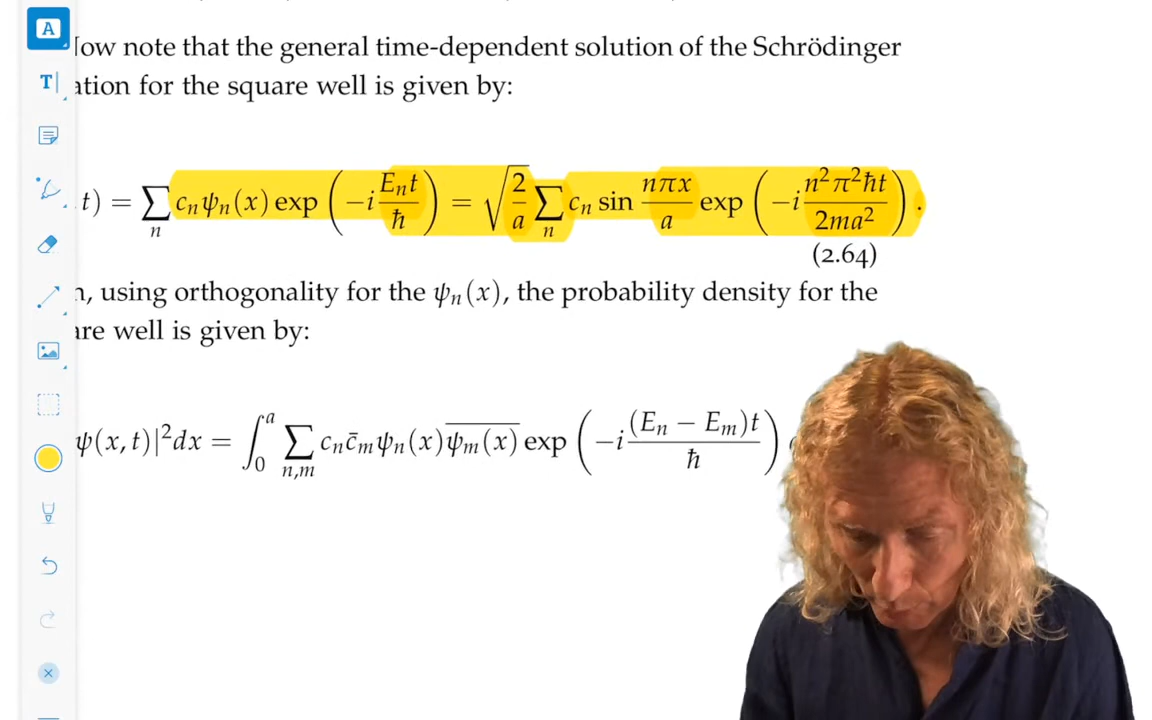 Now note that the general time-dependent solution of the Schrödinger
ation for the square well is given by:
t) = ∑ₙ cₙψₙ(x) exp (−i Eₙt/ħ) = √(2/a) ∑ₙ cₙ sin nπx/a exp (−i n²π²ħt/2ma²).
(2.64)
n, using orthogonality for the ψₙ(x), the probability density for the
are well is given by:
ψ(x, t)|²dx = ∫₀ᵃ ∑ₙ,ₘ cₙc̄ₘψₙ(x)ψₘ(x)̅ exp (−i (Eₙ − Eₘ)t/ħ)
A
T